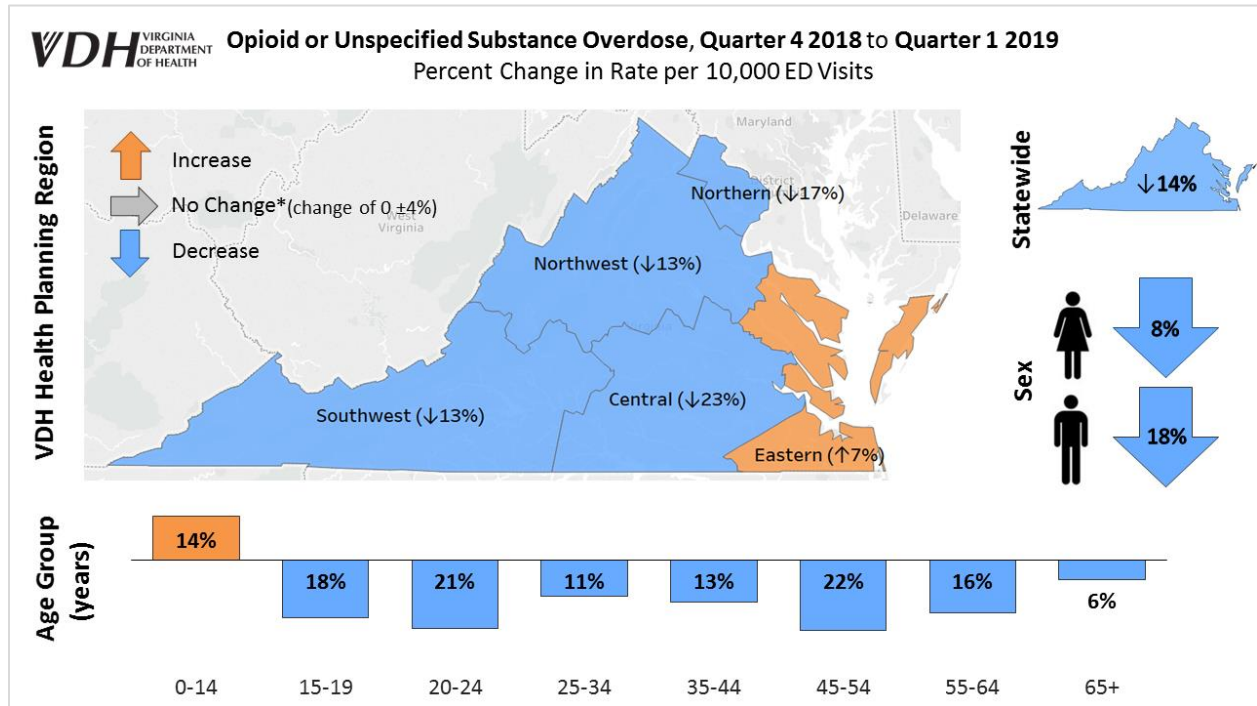 VDH VIRGINIA
DEPARTMENT
OF HEALTH
Opioid or Unspecified Substance Overdose, Quarter 4 2018 to Quarter 1 2019
Percent Change in Rate per 10,000 ED Visits
VDH Health Planning Region
Increase
No Change* (change of 0 ±4%)
Decrease
Maryland
District
West
Virginia
Delaware
Northern (↓17%)
Northwest (↓13%)
Southwest (↓13%)
Central (↓23%)
Eastern (↑7%)
Statewide
↓14%
Sex
8%
18%
Age Group
(years)
14%
18%
21%
11%
13%
22%
16%
6%
0-14
15-19
20-24
25-34
35-44
45-54
55-64
65+